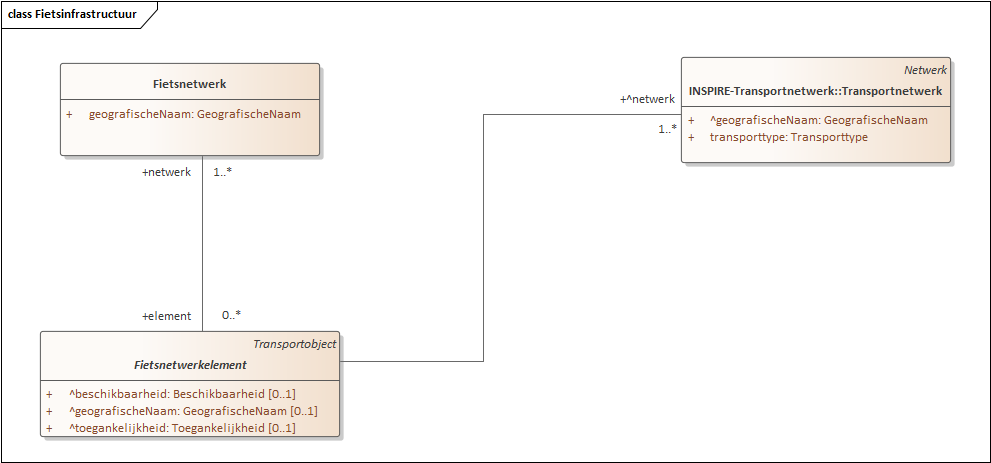 class Fietsinfrastructuur
Fietsnetwerk
+ geografischeNaam: GeografischeNaam
Netwerk
INSPIRE-Transportnetwerk::Transportnetwerk
+ ^geografischeNaam: GeografischeNaam
+ transporttype: Transporttype
+^netwerk
1..*
+netwerk 1..*
+element 0..*
Transportobject
Fietsnetwerkelement
+ ^beschikbaarheid: Beschikbaarheid [0..1]
+ ^geografischeNaam: GeografischeNaam [0..1]
+ ^toegankelijkheid: Toegankelijkheid [0..1]